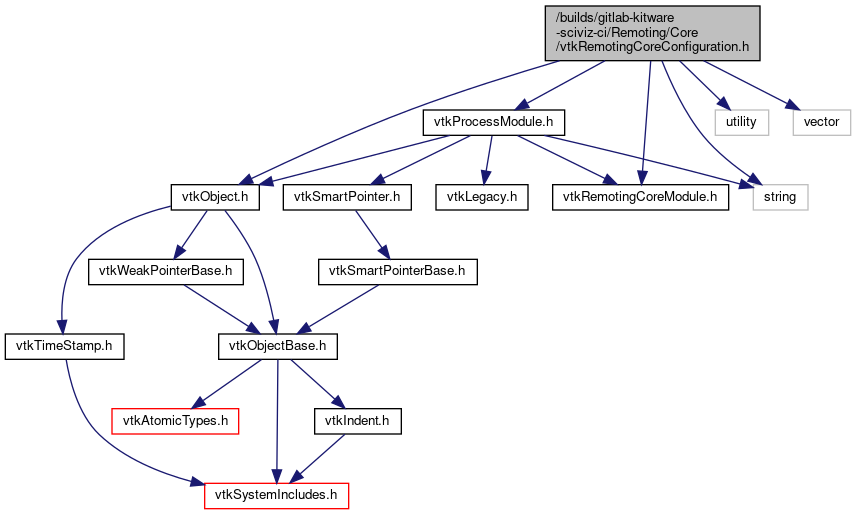 /builds/gitlab-kitware
-sciviz-ci/Remoting/Core
/vtkRemotingCoreConfiguration.h
vtkProcessModule.h
utility
vector
vtkObject.h
vtkSmartPointer.h
vtkLegacy.h
vtkRemotingCoreModule.h
string
vtkWeakPointerBase.h
vtkSmartPointerBase.h
vtkTimeStamp.h
vtkObjectBase.h
vtkAtomicTypes.h
vtkIndent.h
vtkSystemIncludes.h